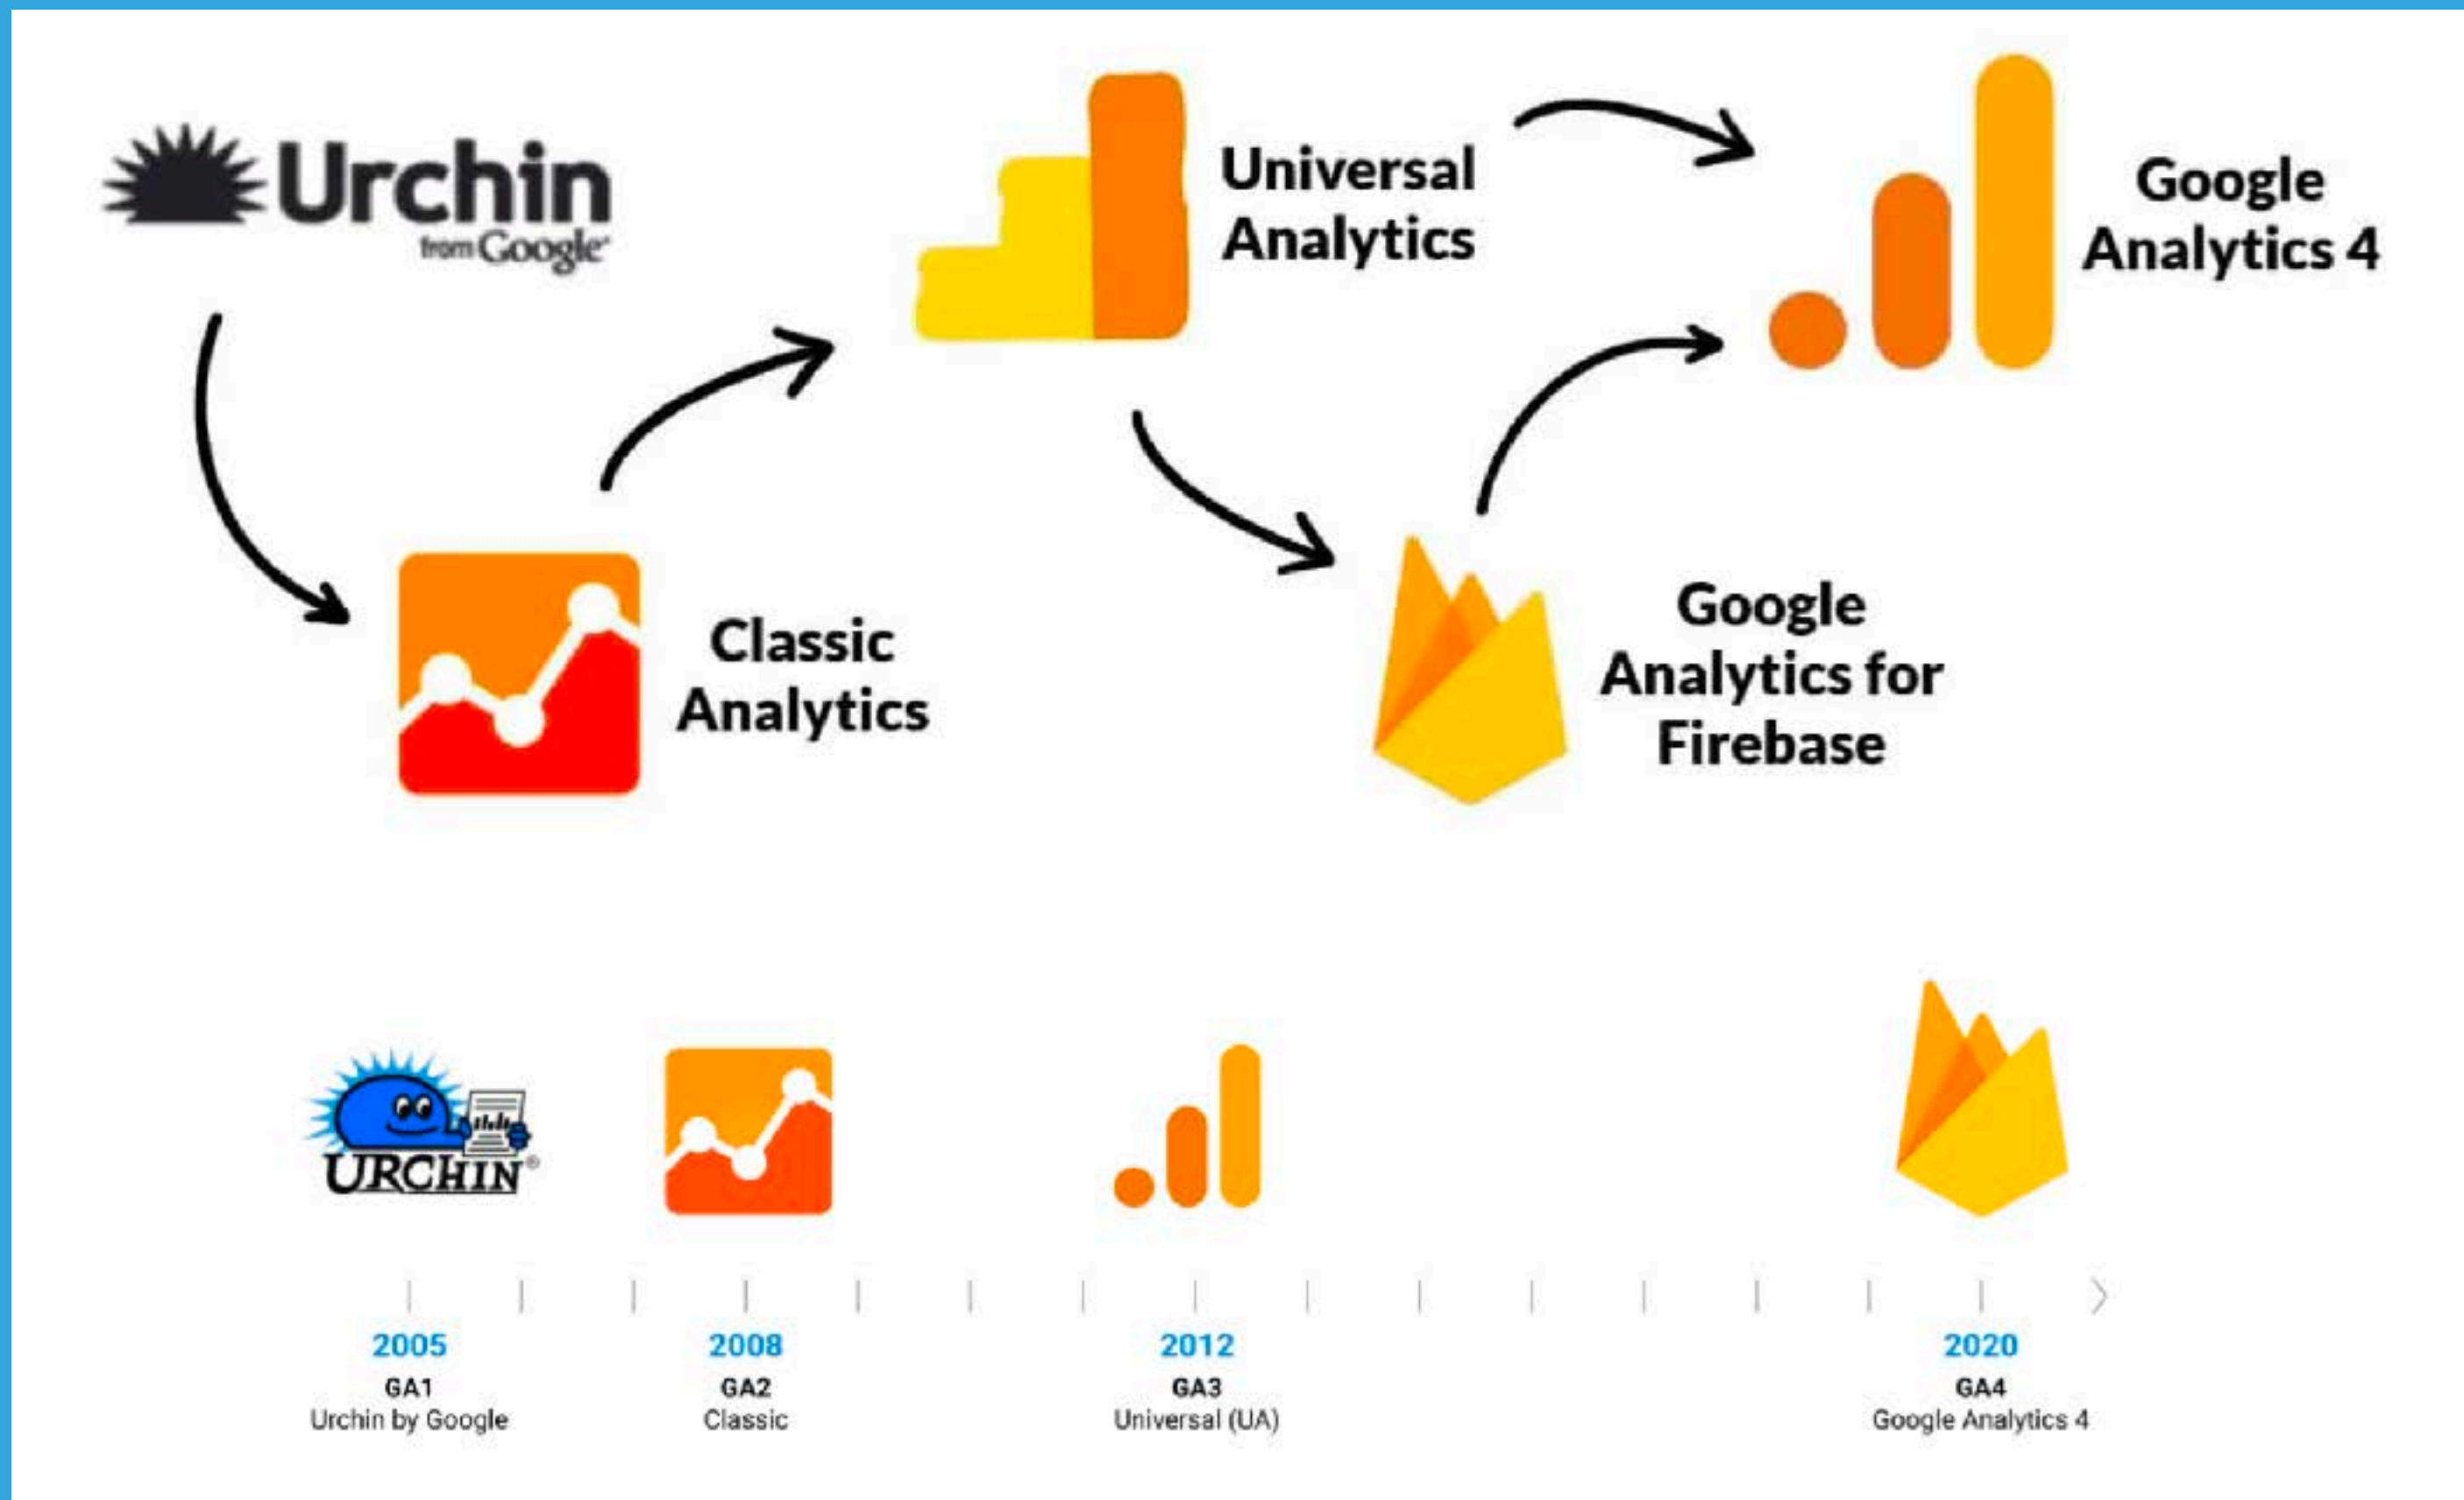 Urchin
from Google
Universal
Analytics
Google
Analytics 4
Classic
Analytics
Google
Analytics for
Firebase
URCHIN®
2005
GA1
Urchin by Google
2008
GA2
Classic
2012
GA3
Universal (UA)
2020
GA4
Google Analytics 4